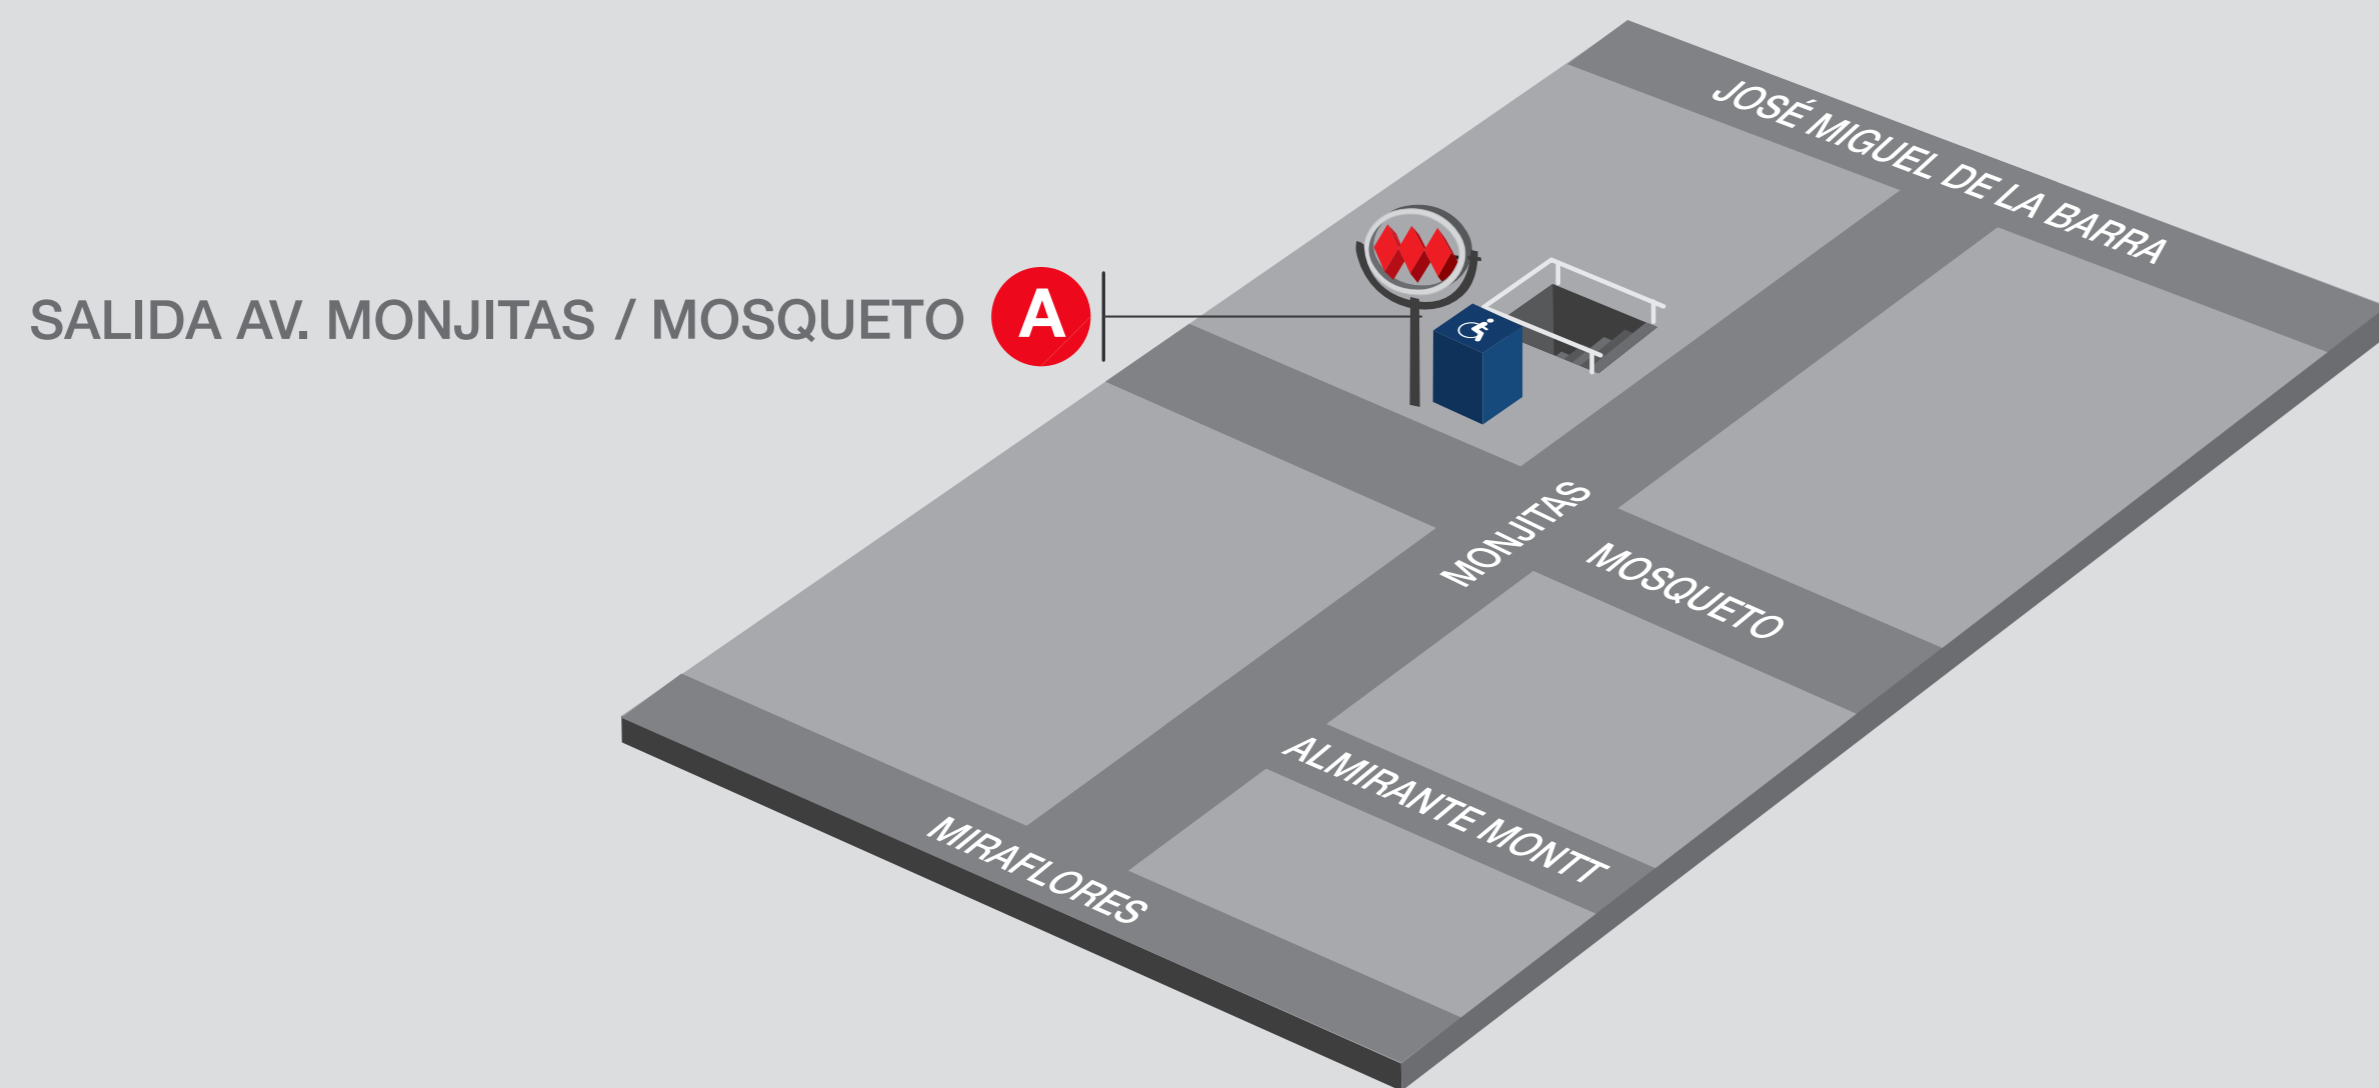 JOSÉ MIGUEL DE LA BARRA
SALIDA AV. MONJITAS / MOSQUETO A
MONJITAS
MOSQUETO
ALMIRANTE MONTT
MIRAFLORES